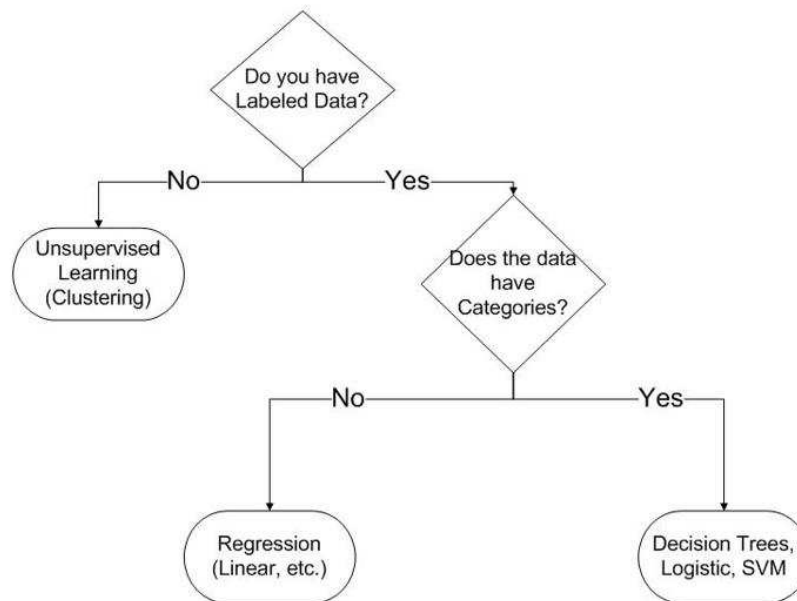 Do you have
Labeled Data?
No
Yes
Unsupervised
Learning
(Clustering)
Does the data
have
Categories?
No
Yes
Regression
(Linear, etc.)
Decision Trees,
Logistic, SVM